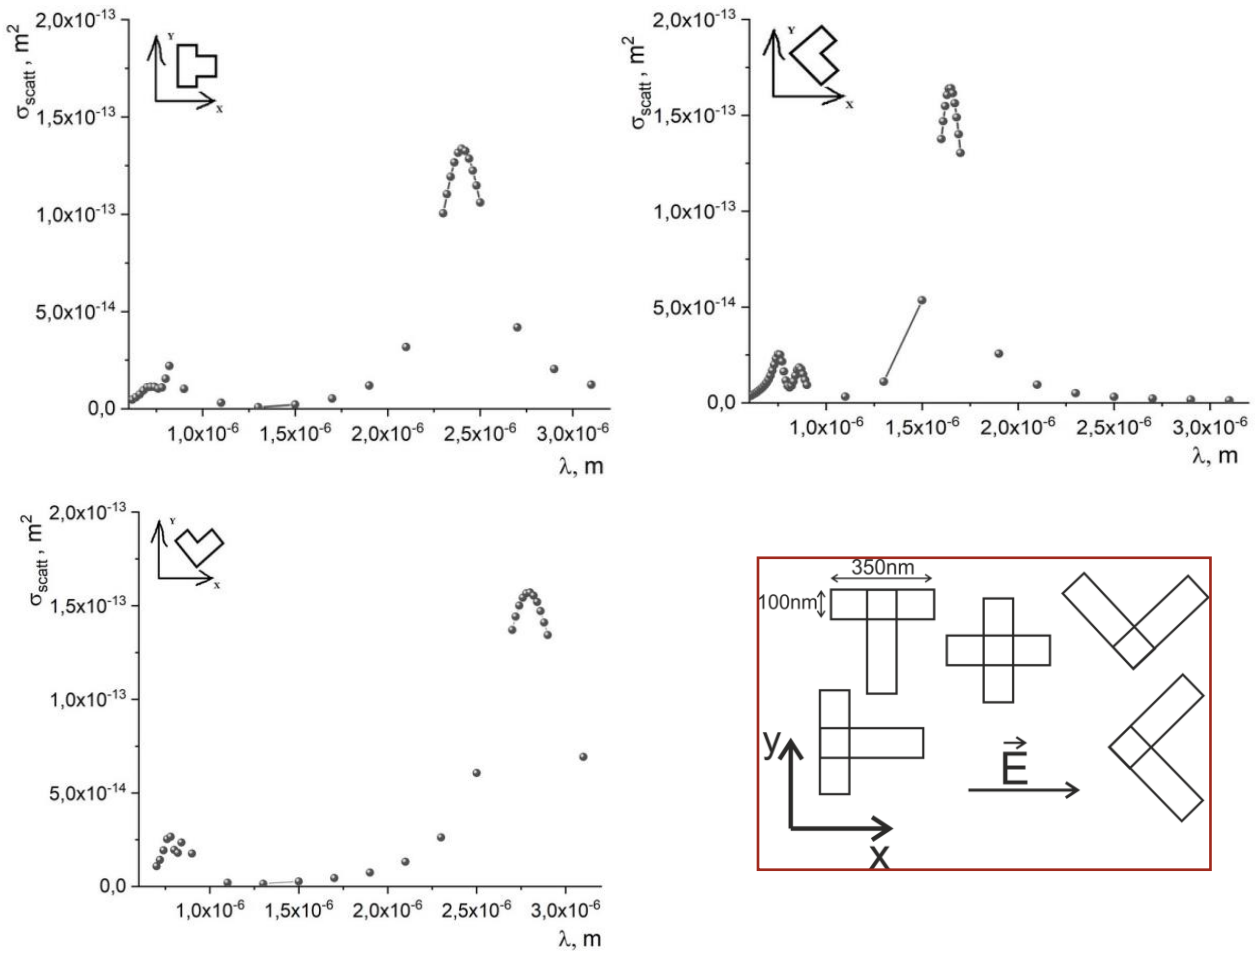 σscatt , m²
2,0x10⁻¹³
1,5x10⁻¹³
1,0x10⁻¹³
5,0x10⁻¹⁴
0,0
Y
X
1,0x10⁻⁶ 1,5x10⁻⁶ 2,0x10⁻⁶ 2,5x10⁻⁶ 3,0x10⁻⁶
λ, m
σscatt , m²
2,0x10⁻¹³
1,5x10⁻¹³
1,0x10⁻¹³
5,0x10⁻¹⁴
0,0
Y
X
1,0x10⁻⁶ 1,5x10⁻⁶ 2,0x10⁻⁶ 2,5x10⁻⁶ 3,0x10⁻⁶
λ, m
σscatt , m²
2,0x10⁻¹³
1,5x10⁻¹³
1,0x10⁻¹³
5,0x10⁻¹⁴
0,0
Y
X
1,0x10⁻⁶ 1,5x10⁻⁶ 2,0x10⁻⁶ 2,5x10⁻⁶ 3,0x10⁻⁶
λ, m
350nm
100nm
y
E
x